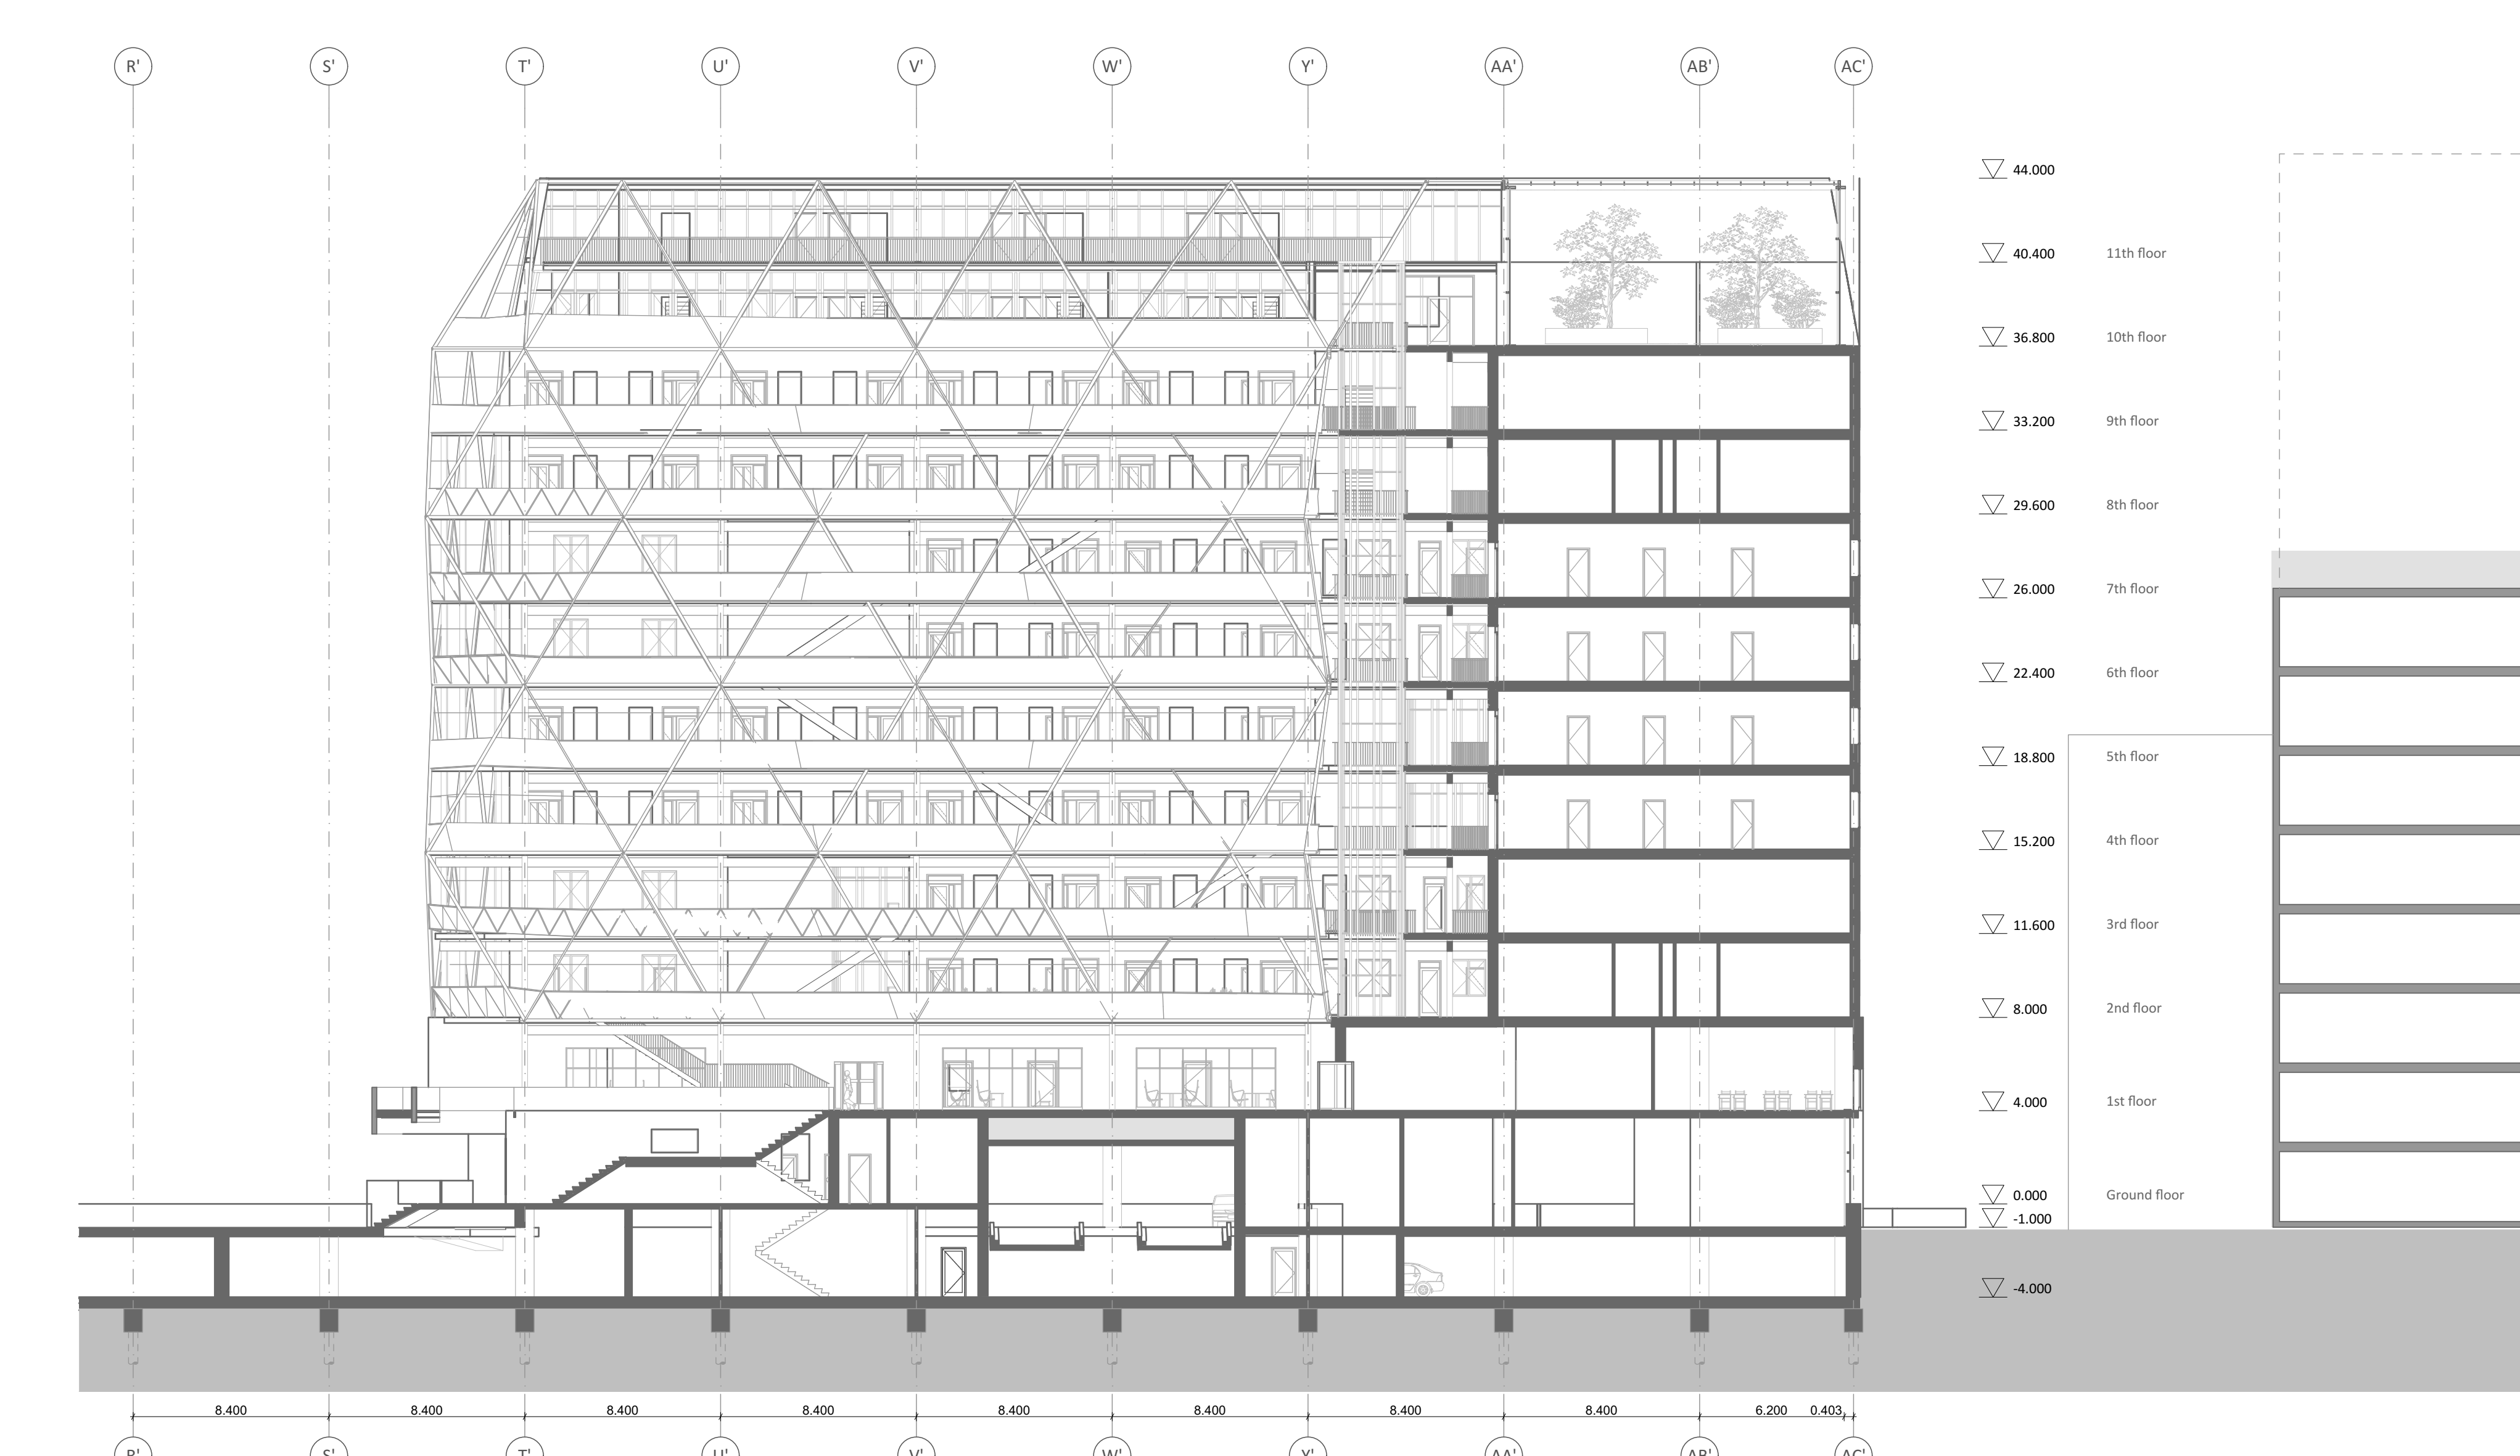 R' S' T' U' V' W' Y' AA' AB' AC'
44.000
40.400 11th floor
36.800 10th floor
33.200 9th floor
29.600 8th floor
26.000 7th floor
22.400 6th floor
18.800 5th floor
15.200 4th floor
11.600 3rd floor
8.000 2nd floor
4.000 1st floor
0.000 Ground floor
-1.000
-4.000
8.400 8.400 8.400 8.400 8.400 8.400 8.400 8.400 6.200 0.403
R' S' T' U' V' W' Y' AA' AB' AC'